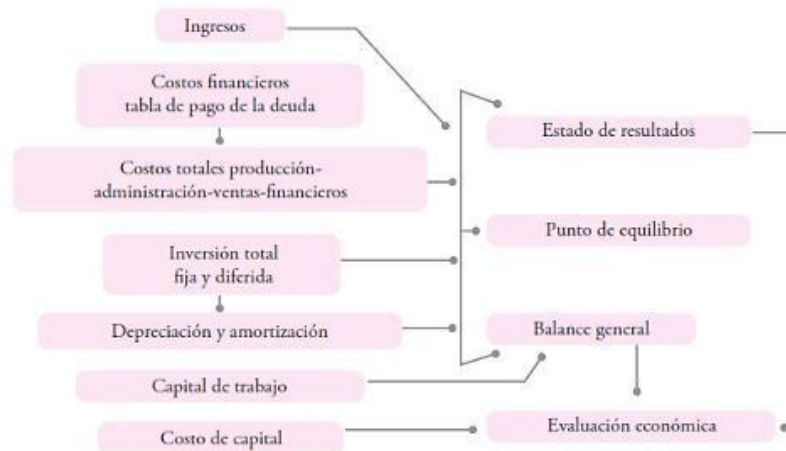 Ingresos
Costos financieros
tabla de pago de la deuda
Costos totales producción-
administración-ventas-financieros
Inversión total
fija y diferida
Depreciación y amortización
Capital de trabajo
Costo de capital
Estado de resultados
Punto de equilibrio
Balance general
Evaluación económica